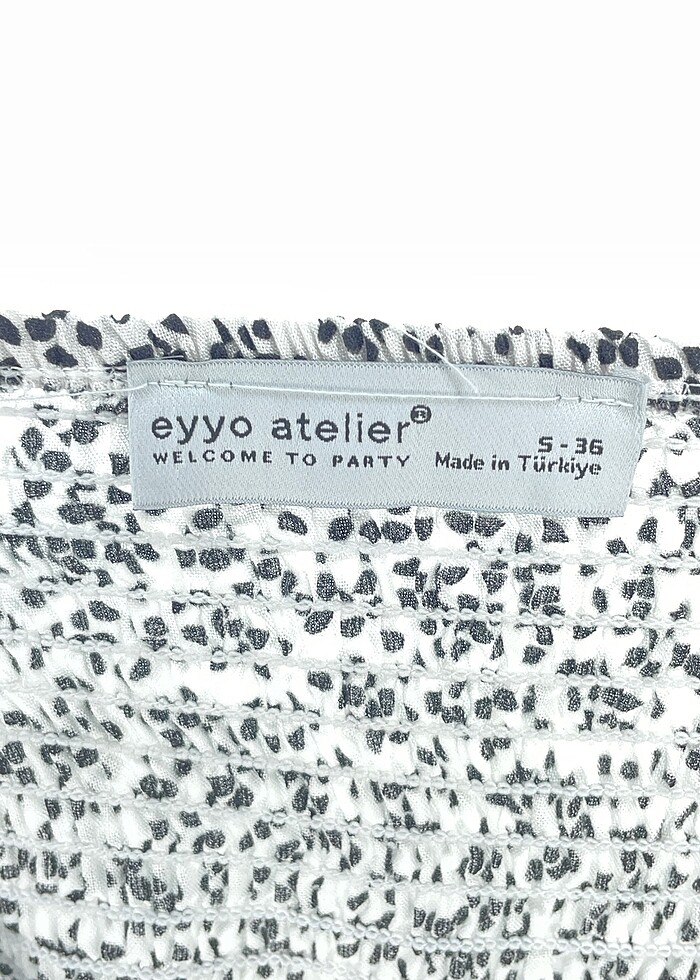 eyyo atelier®
WELCOME TO PARTY
S - 36
Made in Türkiye